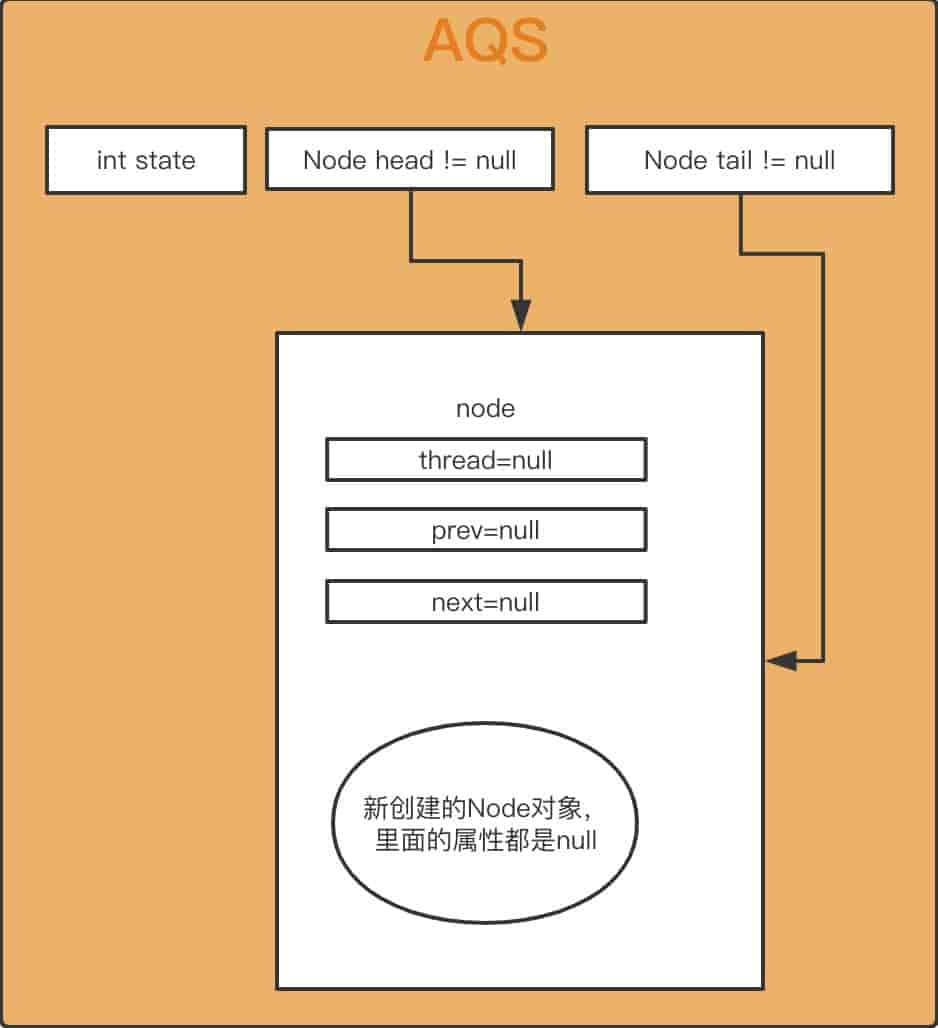 AQS
int state
Node head != null
Node tail != null
node
thread=null
prev=null
next=null
新创建的Node对象，
里面的属性都是null